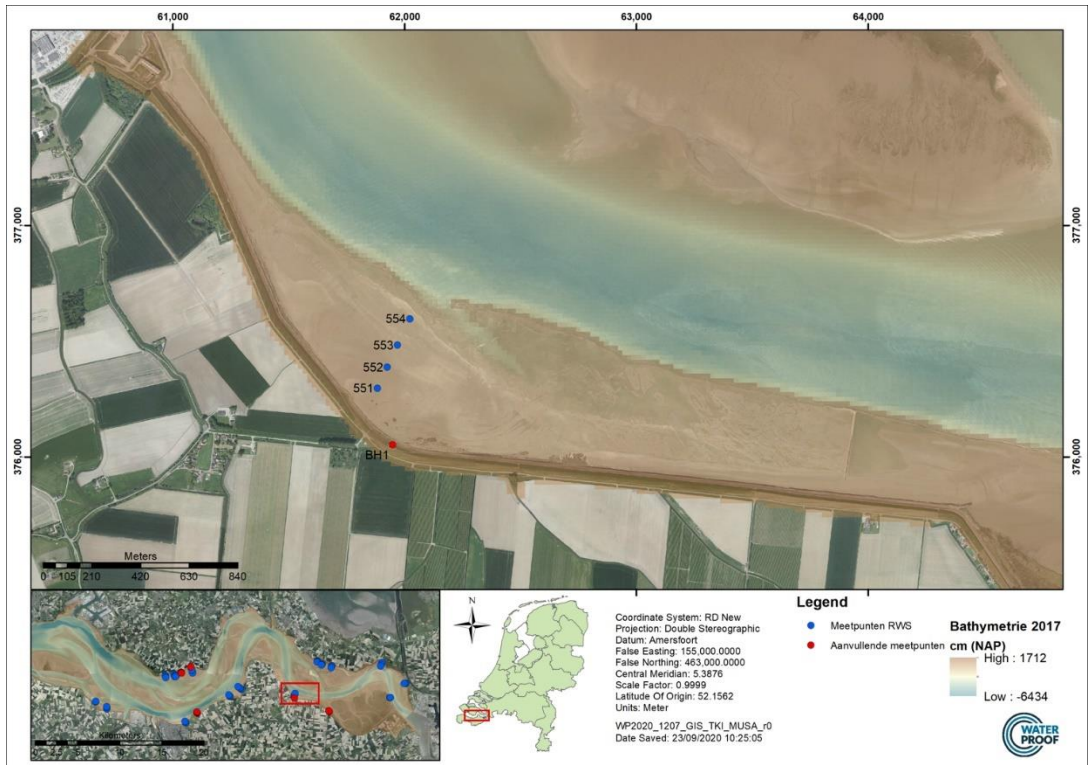 61,000 62,000 63,000 64,000
377,000 377,000
554
553
552
551
376,000 376,000
BH1
Meters
0 105 210 420 630 840
N
Coordinate System: RD New
Projection: Double Stereographic
Datum: Amersfoort
False Easting: 155,000.0000
False Northing: 463,000.0000
Central Meridian: 5.3876
Scale Factor: 0.9999
Latitude Of Origin: 52.1562
Units: Meter
WP2020_1207_GIS_TKI_MUSA_r0
Date Saved: 23/09/2020 10:25:05
Legend
Meetpunten RWS
Aanvullende meetpunten
Bathymetrie 2017
cm (NAP)
High : 1712
Low : -6434
Kilometers
20
WATER
PROOF